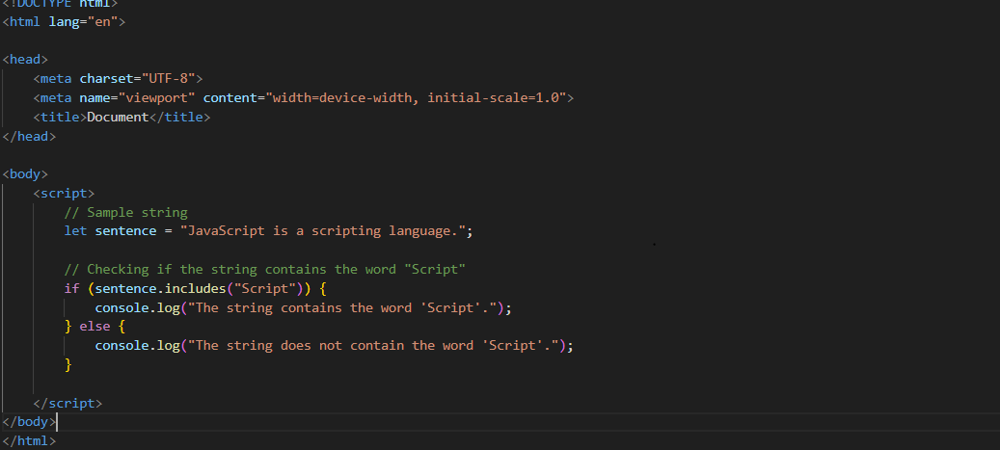 <!DOCTYPE html>
<html lang="en">
<head>
<meta charset="UTF-8">
<meta name="viewport" content="width=device-width, initial-scale=1.0">
<title>Document</title>
</head>
<body>
<script>
// Sample string
let sentence = "JavaScript is a scripting language.";
// Checking if the string contains the word "Script"
if (sentence.includes("Script")) {
console.log("The string contains the word 'Script'.");
} else {
console.log("The string does not contain the word 'Script'.");
}
</script>
</body>
</html>